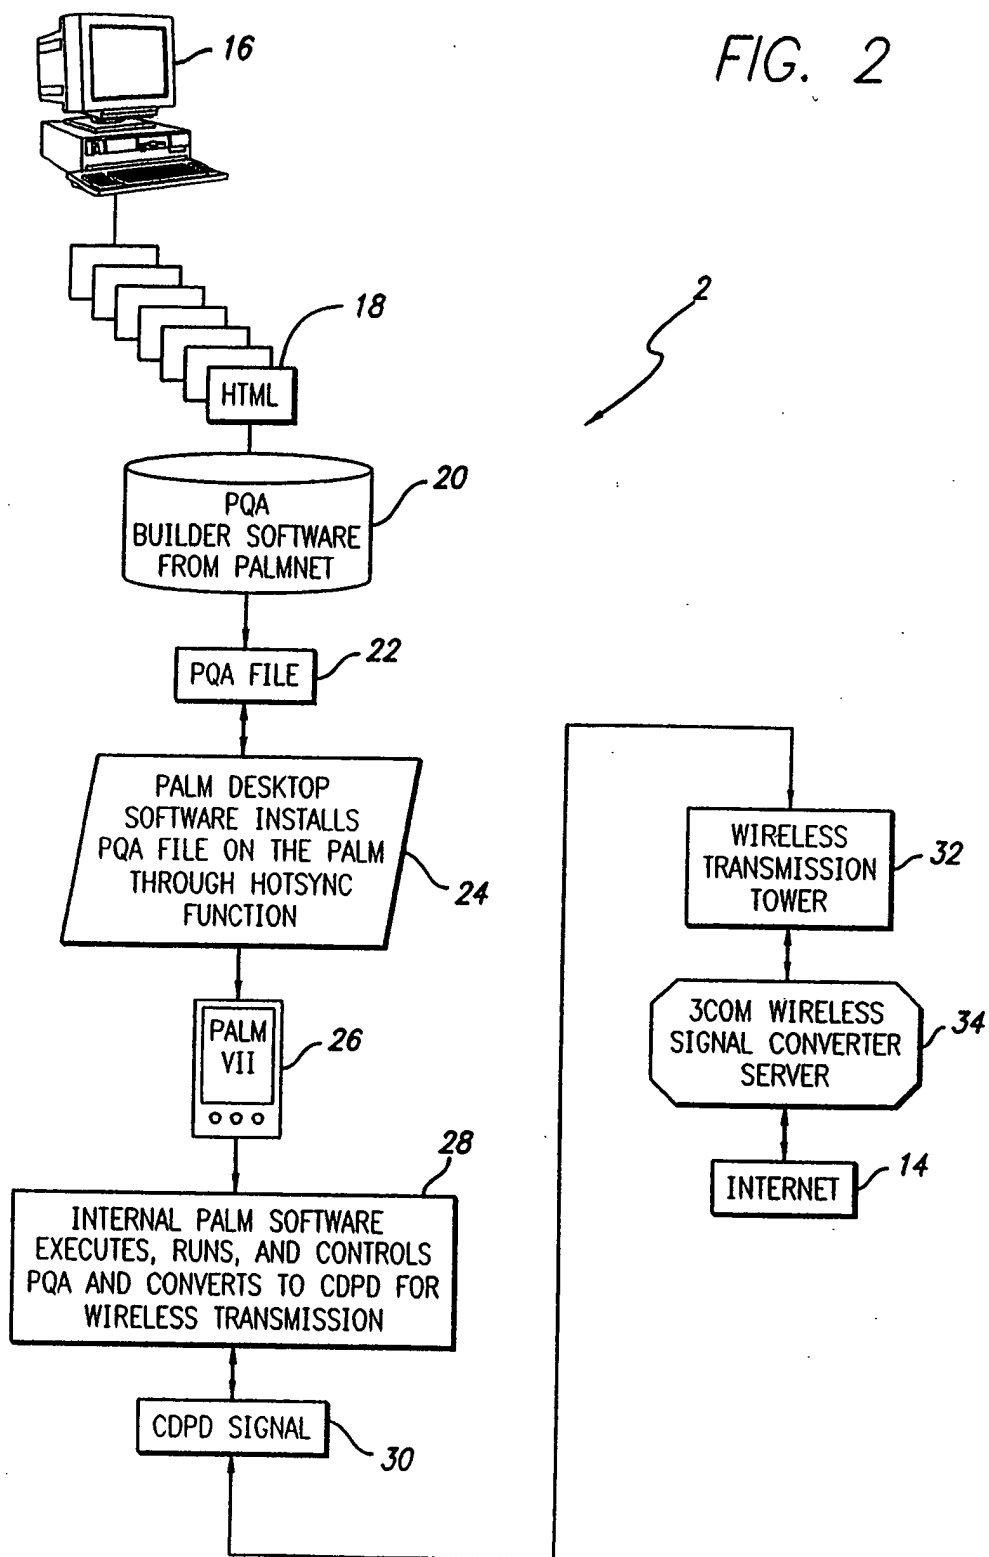 FIG. 2
16
2
18
HTML
20
PQA
BUILDER SOFTWARE
FROM PALMNET
22
PQA FILE
PALM DESKTOP
SOFTWARE INSTALLS
PQA FILE ON THE PALM
THROUGH HOTSYNC
FUNCTION
24
PALM
VII
26
28
INTERNAL PALM SOFTWARE
EXECUTES, RUNS, AND CONTROLS
PQA AND CONVERTS TO CDPD FOR
WIRELESS TRANSMISSION
CDPD SIGNAL
30
WIRELESS
TRANSMISSION
TOWER
32
3COM WIRELESS
SIGNAL CONVERTER
SERVER
34
INTERNET
14